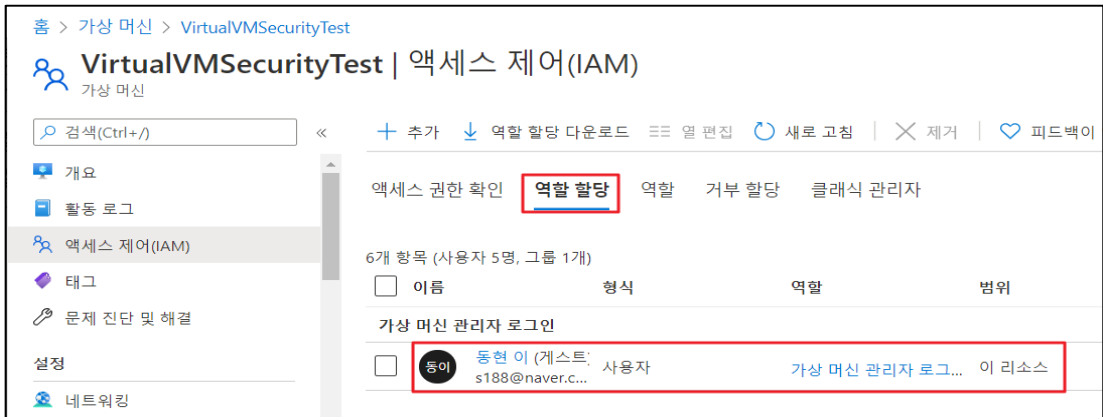 홈 > 가상 머신 > VirtualVMSecurityTest
VirtualVMSecurityTest | 액세스 제어(IAM)
가상 머신
검색(Ctrl+/)
«
추가 역할 할당 다운로드 열 편집 새로 고침 제거 피드백이
개요
활동 로그
액세스 제어(IAM)
태그
문제 진단 및 해결
설정
네트워킹
액세스 권한 확인 역할 할당 역할 거부 할당 클래식 관리자
6개 항목 (사용자 5명, 그룹 1개)
이름 형식 역할 범위
가상 머신 관리자 로그인
동이 동현 이 (게스트) 사용자 가상 머신 관리자 로그... 이 리소스
s188@naver.c...